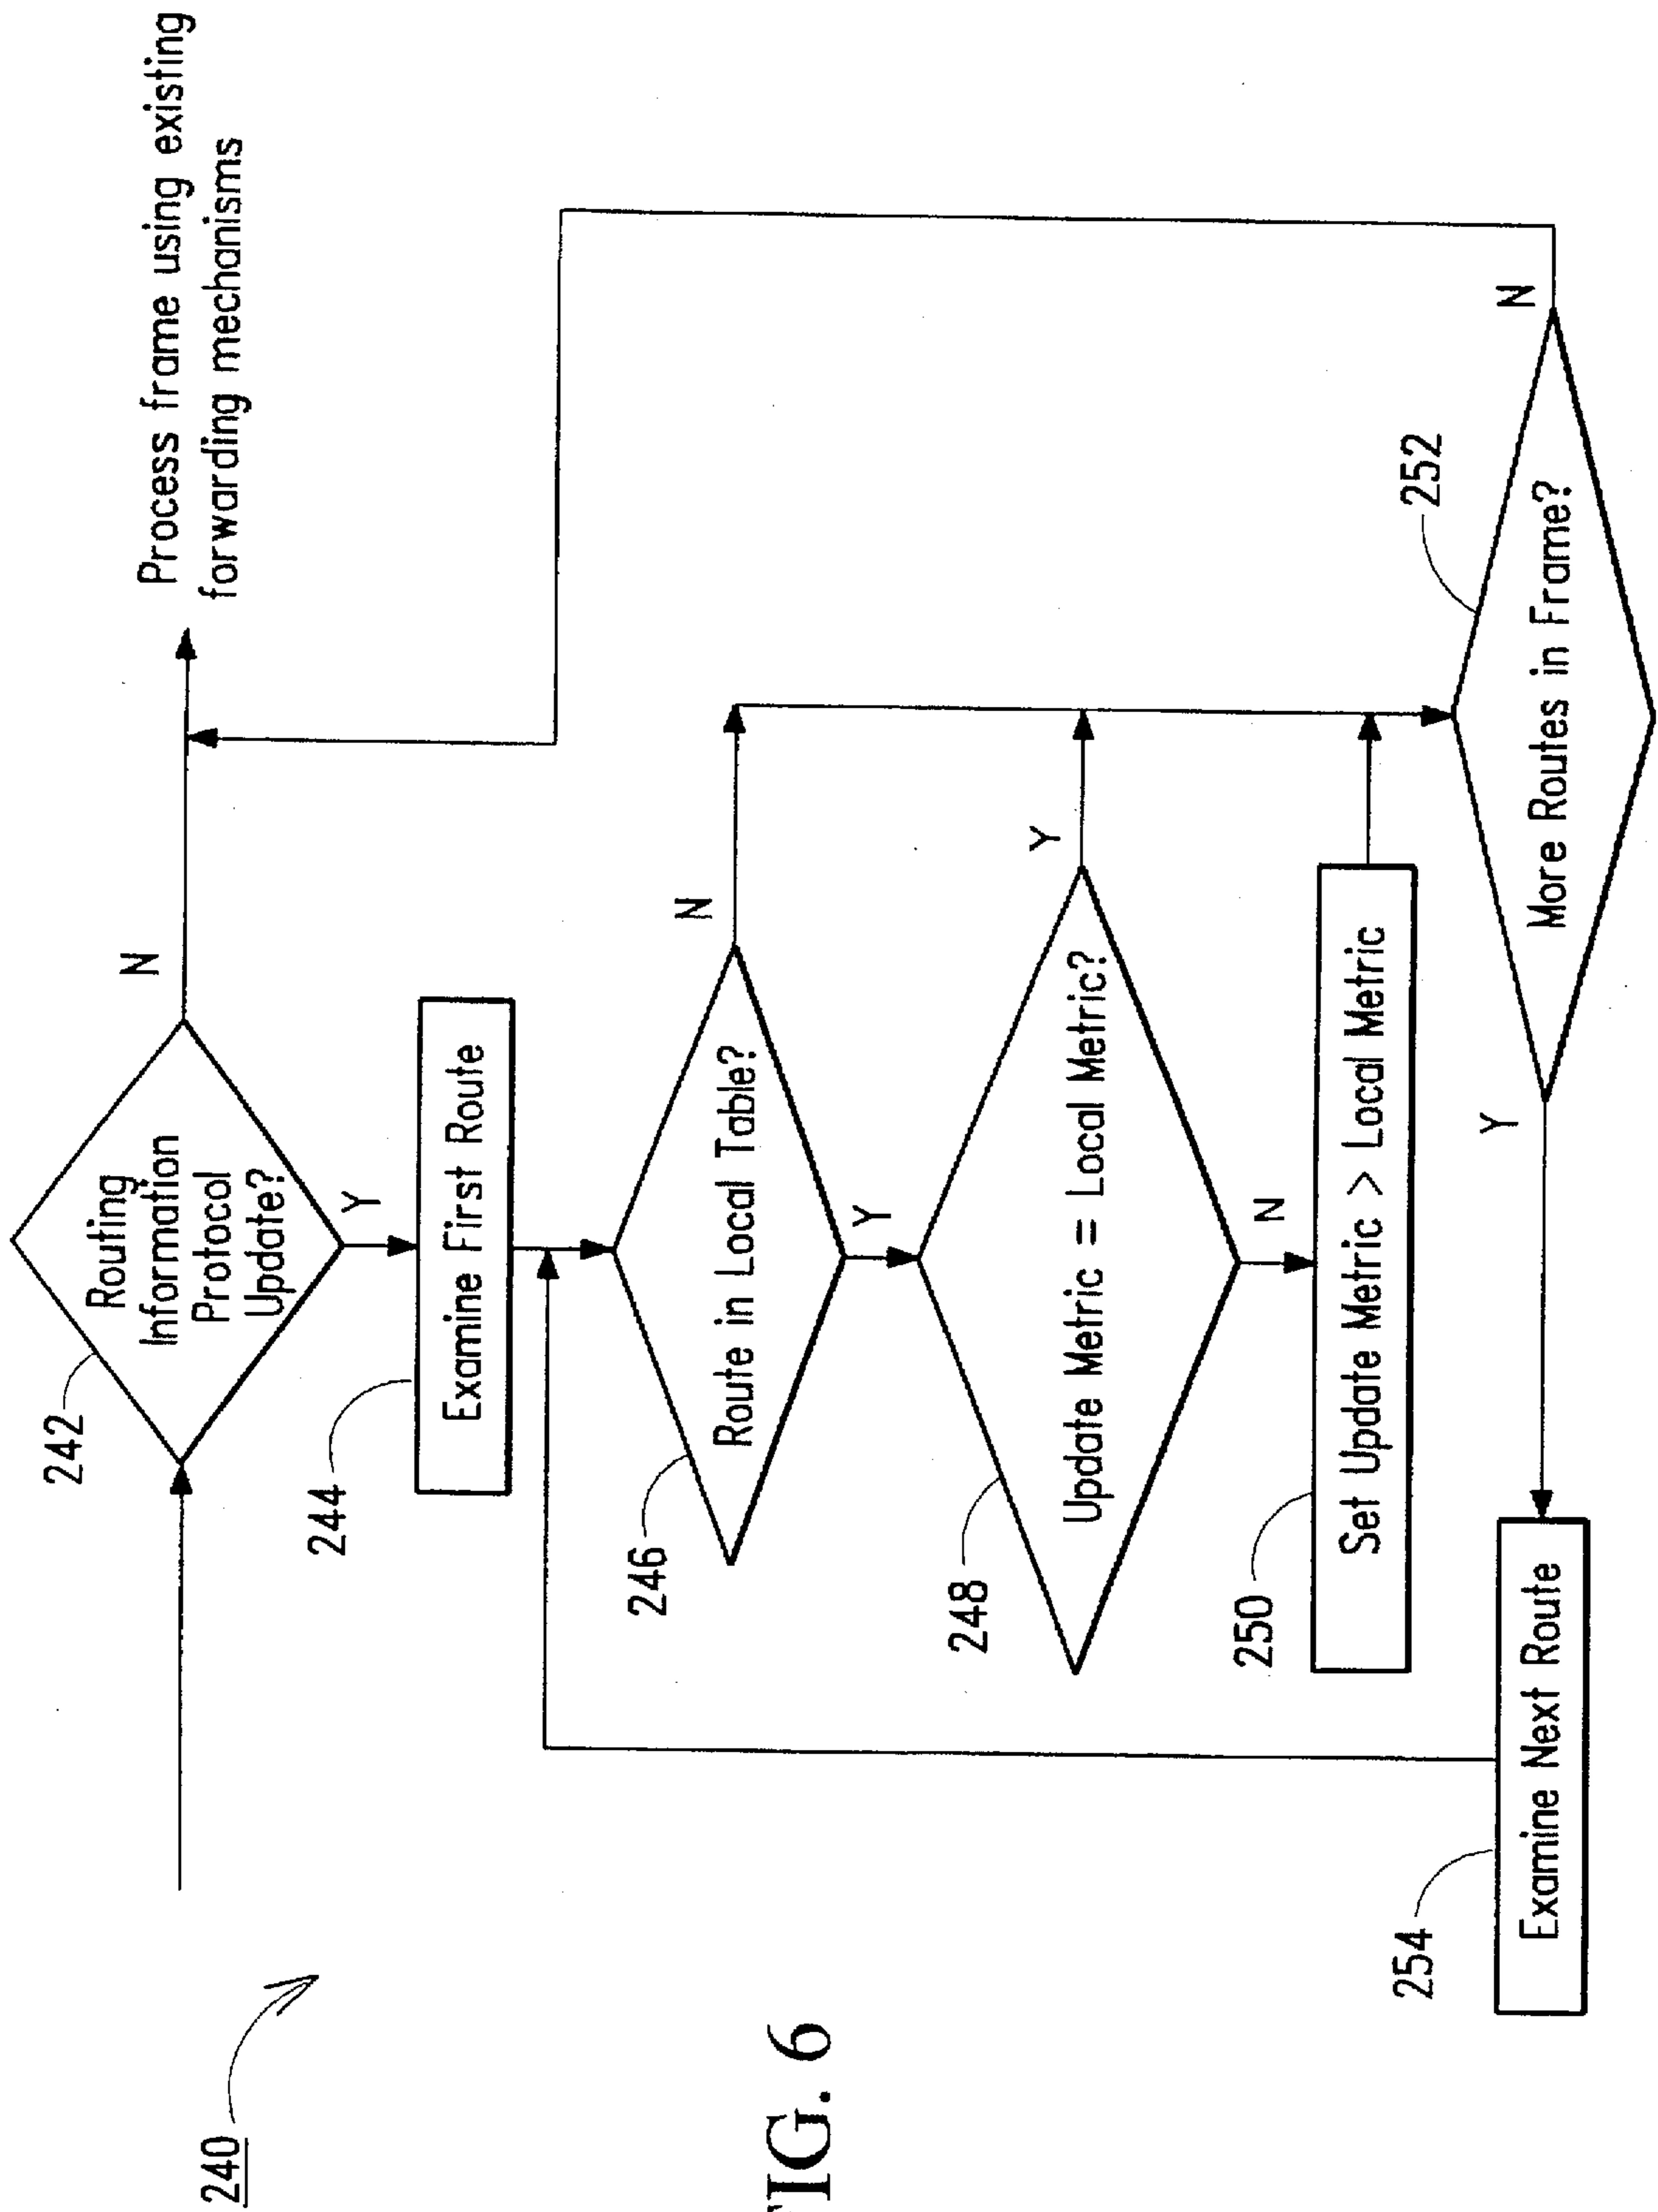 240
242
Routing
Information
Protocol
Update?
N
Process frame using existing
forwarding mechanisms
Y
244
Examine First Route
246
Route in Local Table?
N
Y
248
Update Metric = Local Metric?
Y
N
250
Set Update Metric > Local Metric
252
More Routes in Frame?
N
Y
254
Examine Next Route
FIG. 6